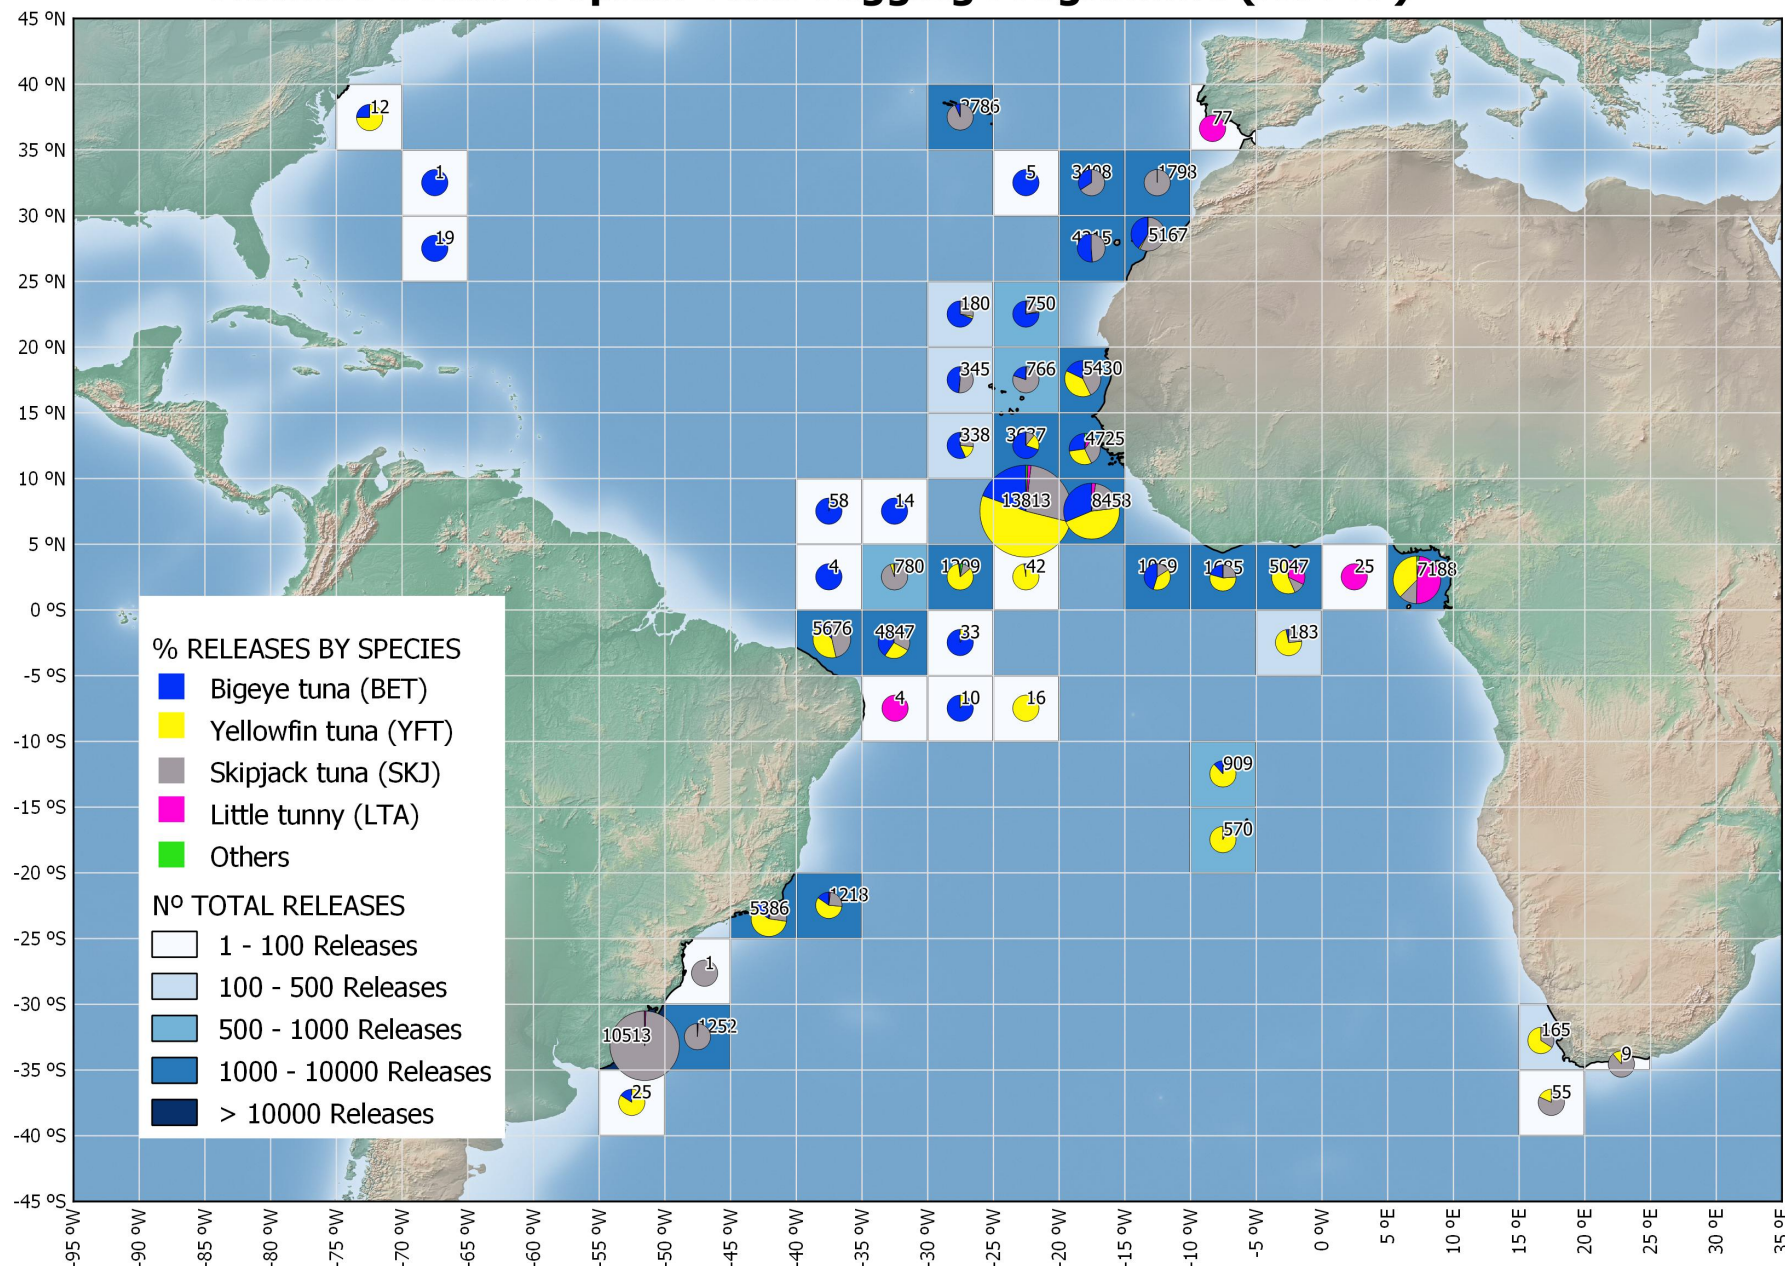 45 ºN
40 ºN
35 ºN
30 ºN
25 ºN
20 ºN
15 ºN
10 ºN
5 ºN
0 ºS
-5 ºS
-10 ºS
-15 ºS
-20 ºS
-25 ºS
-30 ºS
-35 ºS
-40 ºS
-45 ºS
12
77
1
5
1798
19
5167
180
750
345
766
5430
338
4725
58
14
13813
8458
4
780
42
5047
25
7188
5676
4847
33
183
4
10
16
909
570
5386
1218
1
10513
1252
25
165
9
55
% RELEASES BY SPECIES
Bigeye tuna (BET)
Yellowfin tuna (YFT)
Skipjack tuna (SKJ)
Little tunny (LTA)
Others
Nº TOTAL RELEASES
1 - 100 Releases
100 - 500 Releases
500 - 1000 Releases
1000 - 10000 Releases
> 10000 Releases
-95 ºW
-90 ºW
-85 ºW
-80 ºW
-75 ºW
-70 ºW
-65 ºW
-60 ºW
-55 ºW
-50 ºW
-45 ºW
-40 ºW
-35 ºW
-30 ºW
-25 ºW
-20 ºW
-15 ºW
-10 ºW
-5 ºW
0 ºW
5 ºE
10 ºE
15 ºE
20 ºE
25 ºE
30 ºE
35 ºE